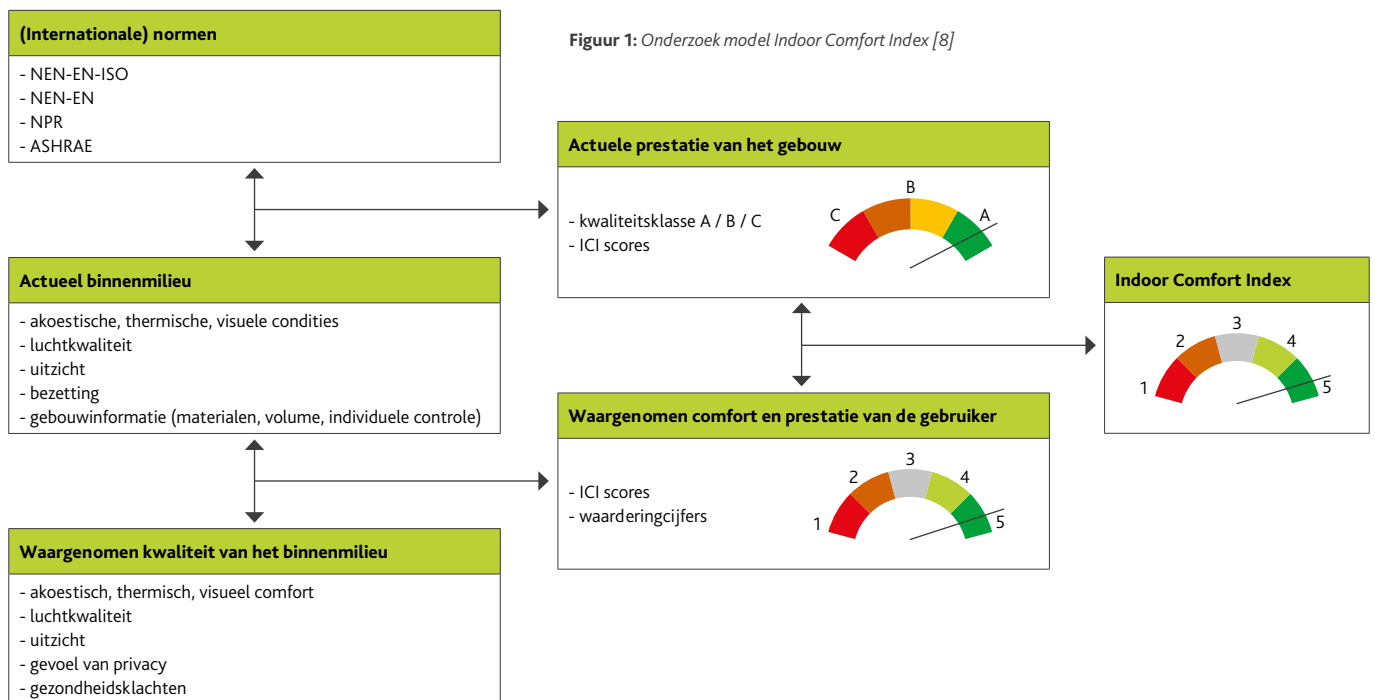 (Internationale) normen
- NEN-EN-ISO
- NEN-EN
- NPR
- ASHRAE
Figuur 1: Onderzoek model Indoor Comfort Index [8]
Actuele prestatie van het gebouw
- kwaliteitsklasse A / B / C
- ICI scores
C
B
A
Actueel binnenmilieu
- akoestische, thermische, visuele condities
- luchtkwaliteit
- uitzicht
- bezetting
- gebouwinformatie (materialen, volume, individuele controle)
Indoor Comfort Index
1
2
3
4
5
Waargenomen comfort en prestatie van de gebruiker
- ICI scores
- waarderingcijfers
1
2
3
4
5
Waargenomen kwaliteit van het binnenmilieu
- akoestisch, thermisch, visueel comfort
- luchtkwaliteit
- uitzicht
- gevoel van privacy
- gezondheidsklachten